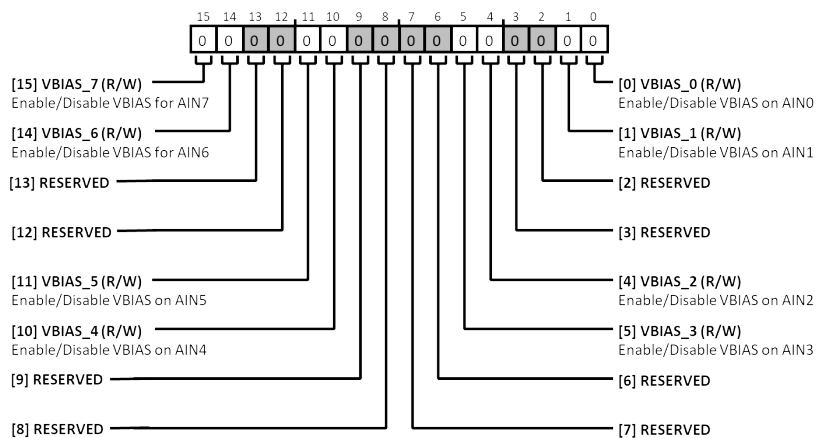 15 14 13 12 11 10 9 8 7 6 5 4 3 2 1 0
0 0 0 0 0 0 0 0 0 0 0 0 0 0 0 0
[15] VBIAS_7 (R/W)
Enable/Disable VBIAS for AIN7
[14] VBIAS_6 (R/W)
Enable/Disable VBIAS for AIN6
[13] RESERVED
[12] RESERVED
[11] VBIAS_5 (R/W)
Enable/Disable VBIAS on AIN5
[10] VBIAS_4 (R/W)
Enable/Disable VBIAS on AIN4
[9] RESERVED
[8] RESERVED
[0] VBIAS_0 (R/W)
Enable/Disable VBIAS on AIN0
[1] VBIAS_1 (R/W)
Enable/Disable VBIAS on AIN1
[2] RESERVED
[3] RESERVED
[4] VBIAS_2 (R/W)
Enable/Disable VBIAS on AIN2
[5] VBIAS_3 (R/W)
Enable/Disable VBIAS on AIN3
[6] RESERVED
[7] RESERVED